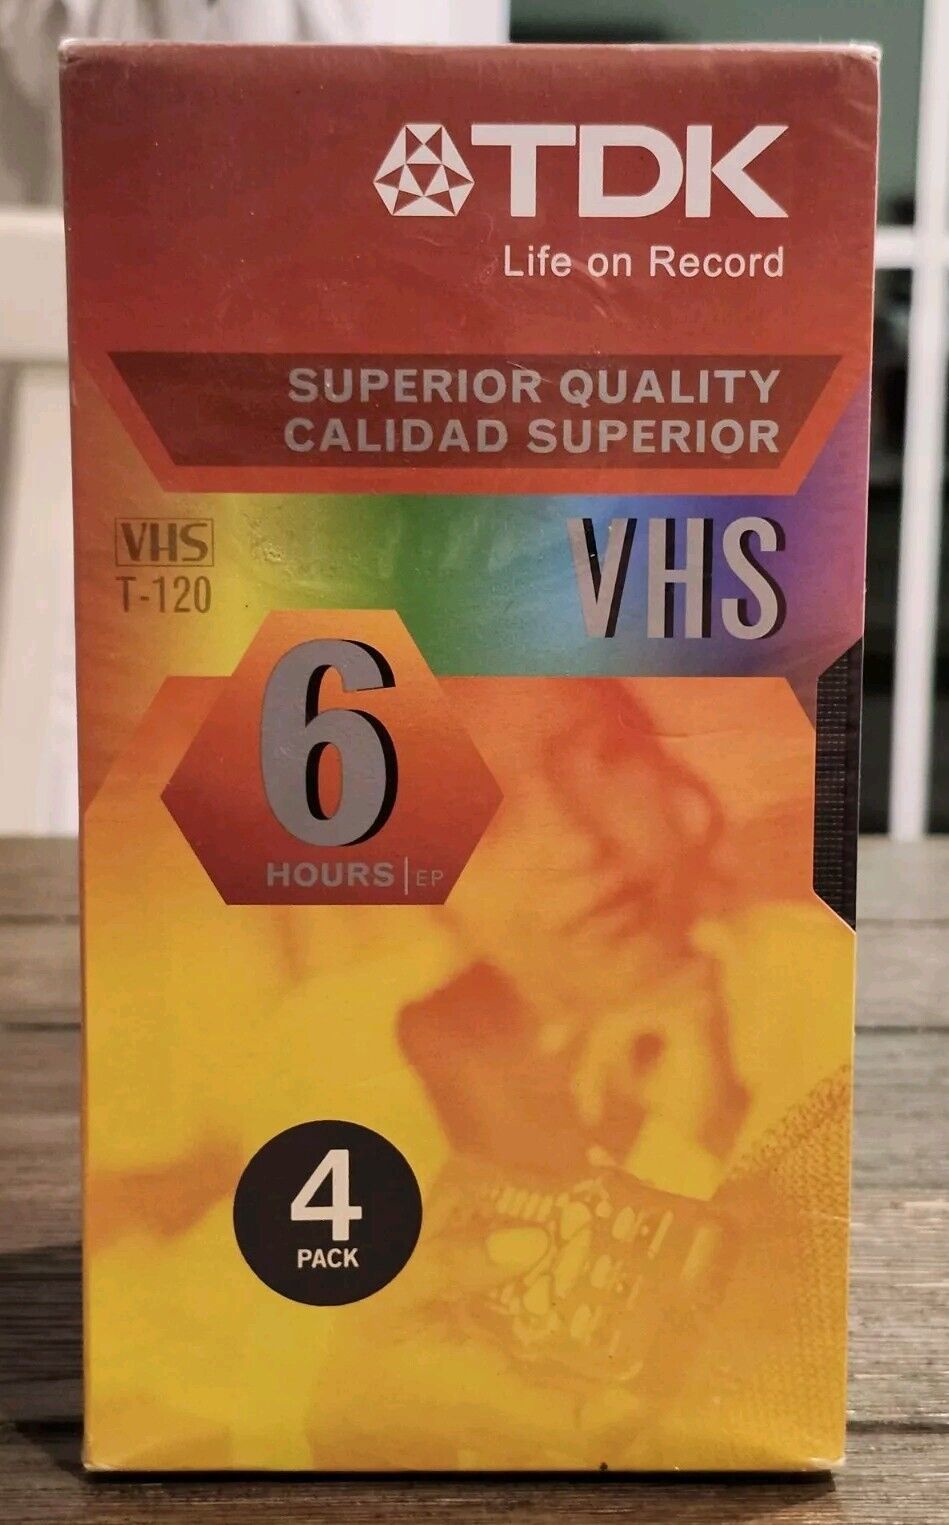 TDK
Life on Record
SUPERIOR QUALITY
CALIDAD SUPERIOR
VHS
T-120
VHS
6
HOURS | EP
4
PACK